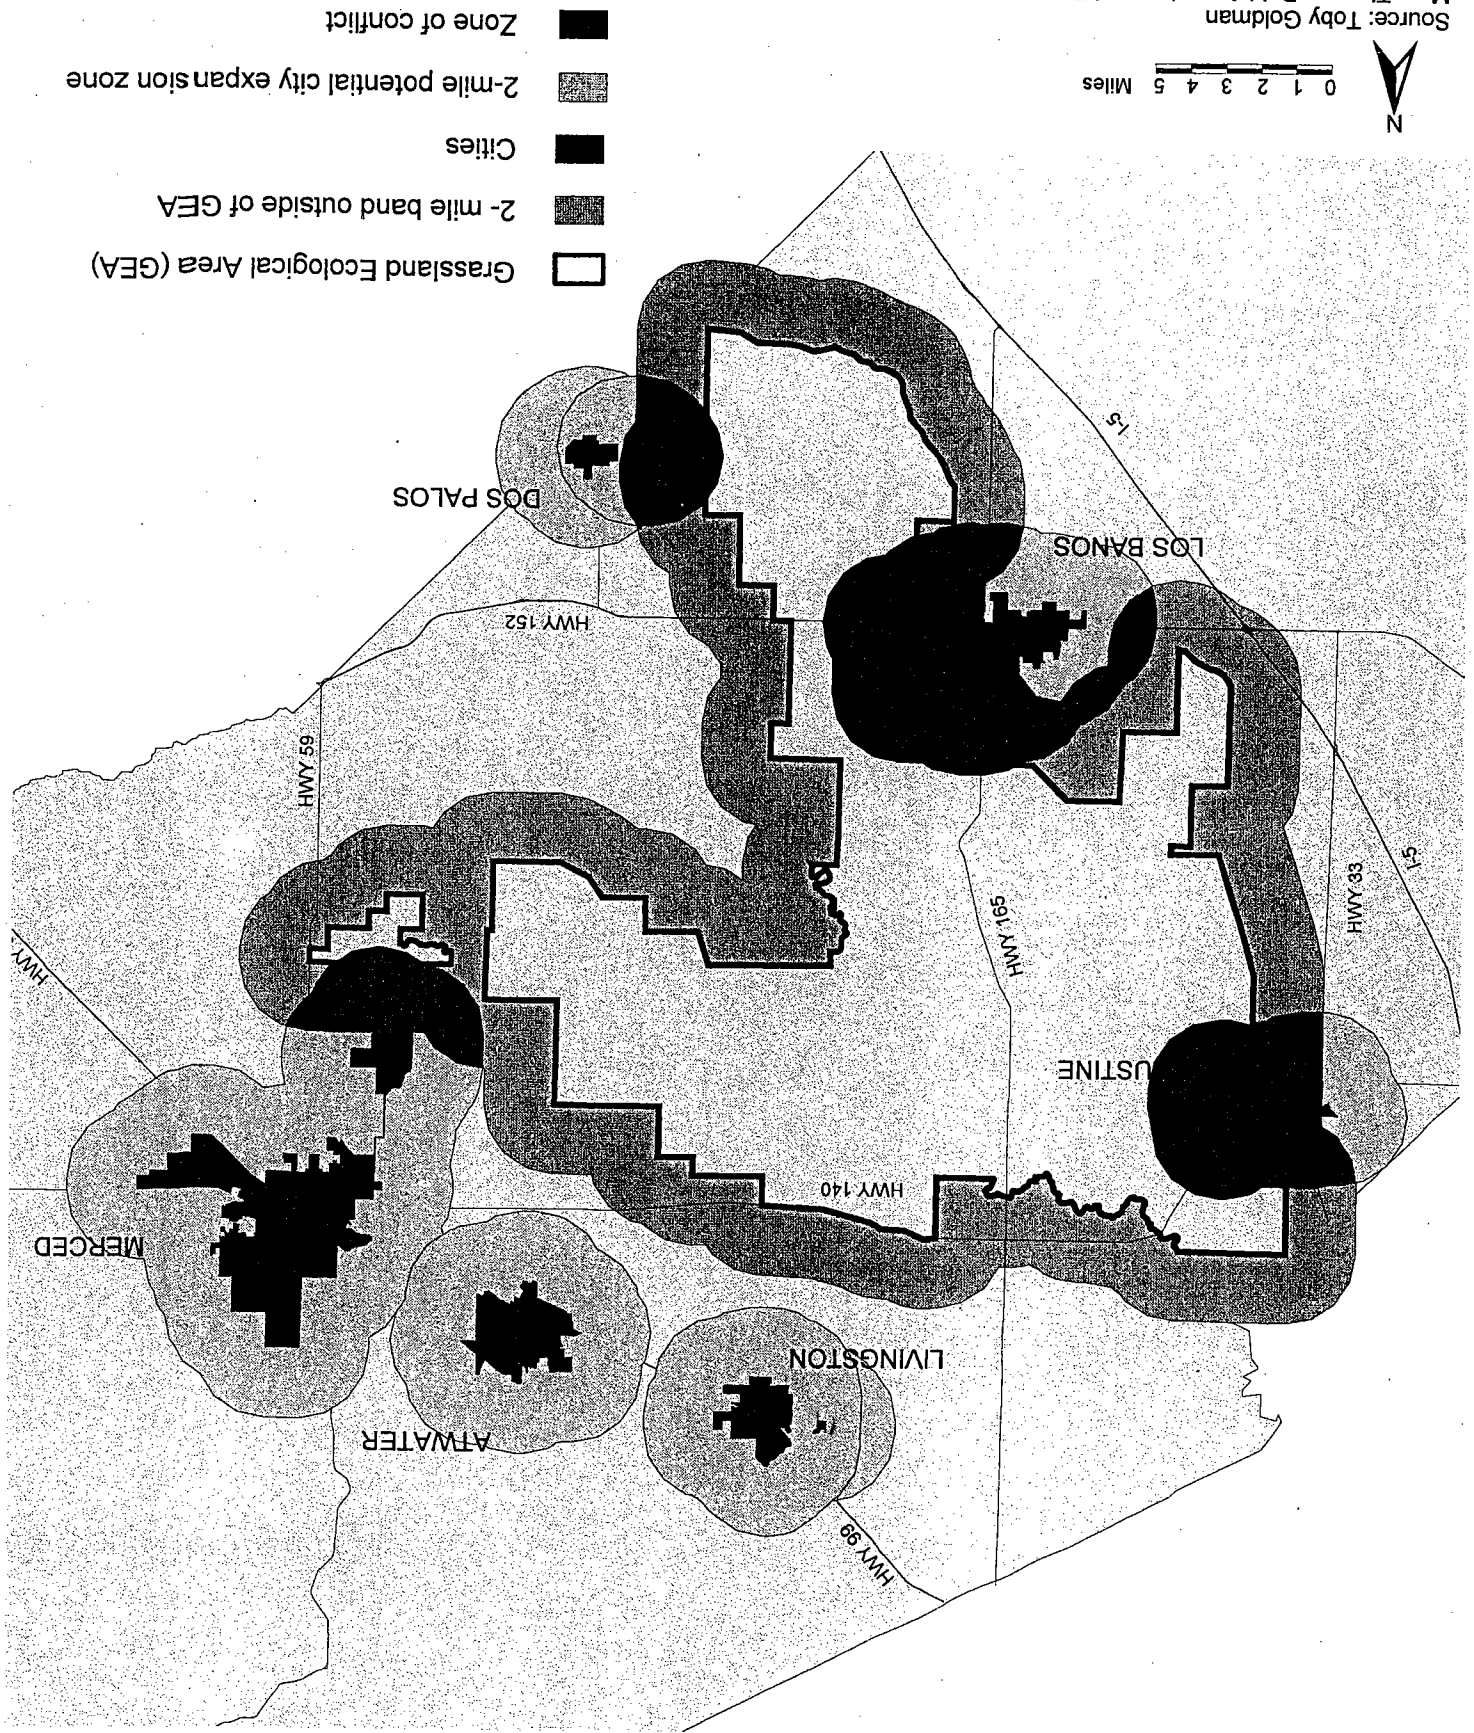 HWY 99
ATWATER
LIVINGSTON
MERCED
HWY 140
USTINE
HWY
HWY 165
HWY 33
I-5
HWY 59
HWY 152
LOS BANOS
DOS PALOS
I-5
Grassland Ecological Area (GEA)
2- mile band outside of GEA
Cities
2-mile potential city expansion zone
Zone of conflict
N
0 1 2 3 4 5 Miles
Source: Toby Goldman